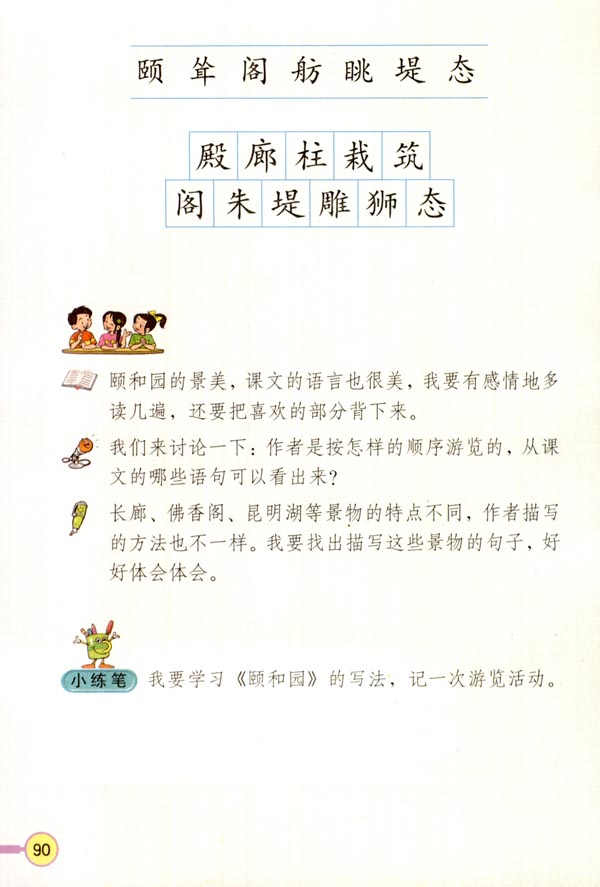 颐 耸 阁 舫 眺 堤 态
殿 廊 柱 栽 筑
阁 朱 堤 雕 狮 态
颐和园的景美，课文的语言也很美，我要有感情地多
读几遍，还要把喜欢的部分背下来。
我们来讨论一下：作者是按怎样的顺序游览的，从课
文的哪些语句可以看出来？
长廊、佛香阁、昆明湖等景物的特点不同，作者描写
的方法也不一样。我要找出描写这些景物的句子，好
好体会体会。
小练笔 我要学习《颐和园》的写法，记一次游览活动。
90